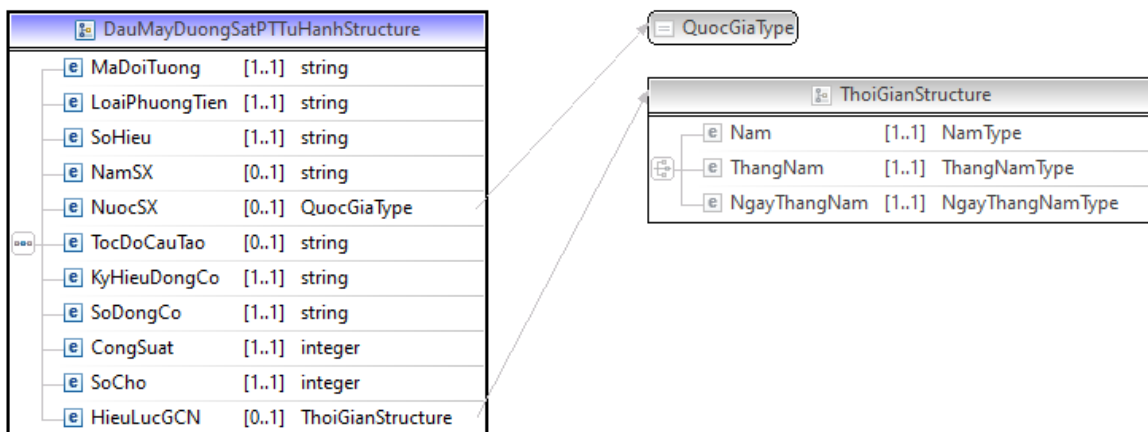 DauMayDuongSatPTTuHanhStructure
MaDoiTuong [1..1] string
LoaiPhuongTien [1..1] string
SoHieu [1..1] string
NamSX [0..1] string
NuocSX [0..1] QuocGiaType
TocDoCauTao [0..1] string
KyHieuDongCo [1..1] string
SoDongCo [1..1] string
CongSuat [1..1] integer
SoCho [1..1] integer
HieuLucGCN [0..1] ThoiGianStructure
QuocGiaType
ThoiGianStructure
Nam [1..1] NamType
ThangNam [1..1] ThangNamType
NgayThangNam [1..1] NgayThangNamType